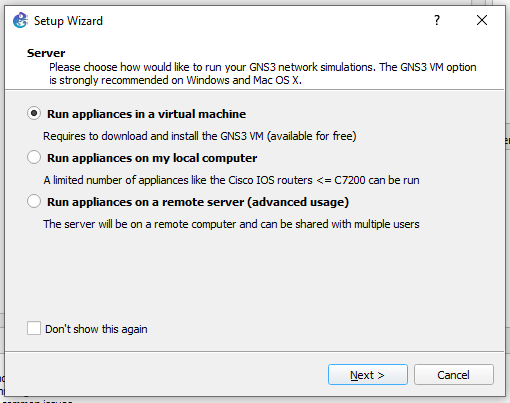 Setup Wizard
?
Server
Please choose how would like to run your GNS3 network simulations. The GNS3 VM option
is strongly recommended on Windows and Mac OS X.
Run appliances in a virtual machine
Requires to download and install the GNS3 VM (available for free)
Run appliances on my local computer
A limited number of appliances like the Cisco IOS routers <= C7200 can be run
Run appliances on a remote server (advanced usage)
The server will be on a remote computer and can be shared with multiple users
Don't show this again
Next >
Cancel
common issues